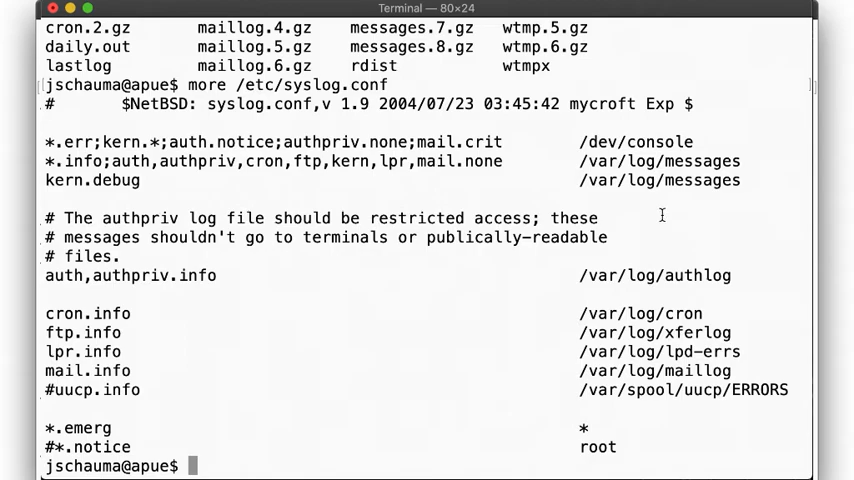 Terminal — 80×24
cron.2.gz       maillog.4.gz    messages.7.gz   wtmp.5.gz
daily.out       maillog.5.gz    messages.8.gz   wtmp.6.gz
lastlog         maillog.6.gz    rdist           wtmpx
jschauma@apue$ more /etc/syslog.conf
#       $NetBSD: syslog.conf,v 1.9 2004/07/23 03:45:42 mycroft Exp $
*.err;kern.*;auth.notice;authpriv.none;mail.crit        /dev/console
*.info;auth,authpriv,cron,ftp,kern,lpr,mail.none        /var/log/messages
kern.debug                                              /var/log/messages
# The authpriv log file should be restricted access; these
# messages shouldn't go to terminals or publically-readable
# files.
auth,authpriv.info                                      /var/log/authlog
cron.info                                               /var/log/cron
ftp.info                                                /var/log/xferlog
lpr.info                                                /var/log/lpd-errs
mail.info                                               /var/log/maillog
#uucp.info                                              /var/spool/uucp/ERRORS
*.emerg                                                 *
#*.notice                                               root
jschauma@apue$